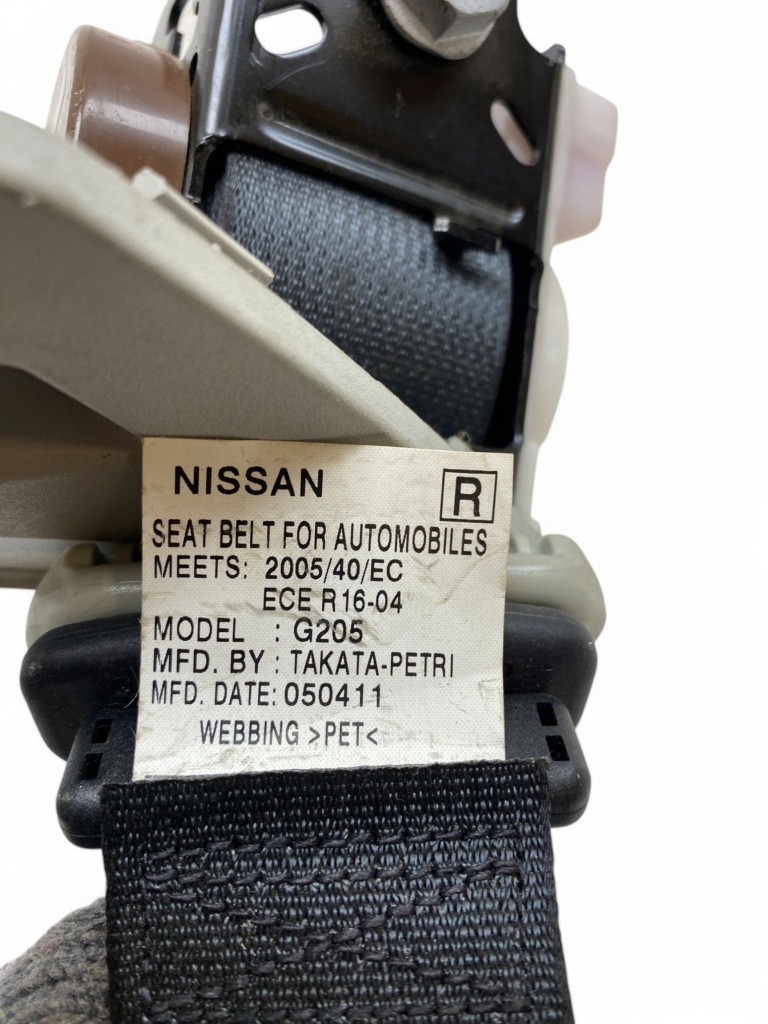 NISSAN R
SEAT BELT FOR AUTOMOBILES
MEETS: 2005/40/EC
ECE R16-04
MODEL : G205
MFD. BY : TAKATA-PETRI
MFD. DATE: 050411
WEBBING >PET<